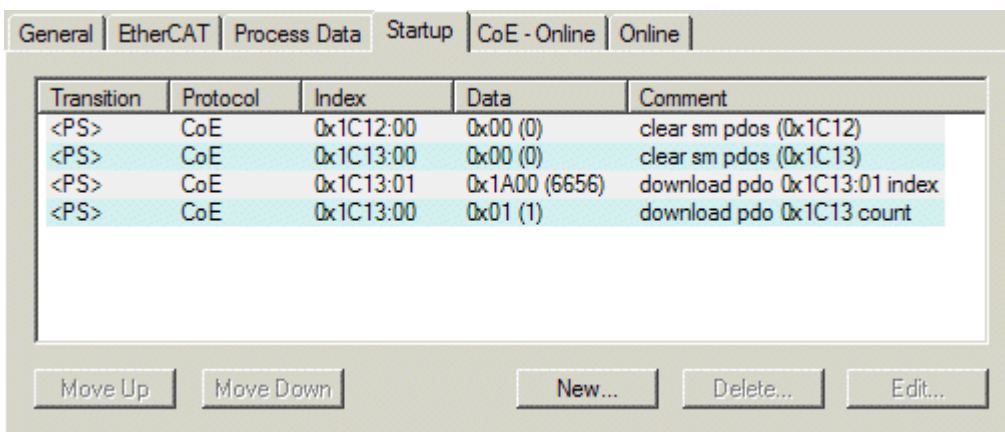 General EtherCAT Process Data Startup CoE - Online Online
Transition Protocol Index Data Comment
<PS> CoE 0x1C12:00 0x00 (0) clear sm pdos (0x1C12)
<PS> CoE 0x1C13:00 0x00 (0) clear sm pdos (0x1C13)
<PS> CoE 0x1C13:01 0x1A00 (6656) download pdo 0x1C13:01 index
<PS> CoE 0x1C13:00 0x01 (1) download pdo 0x1C13 count
Move Up Move Down New... Delete... Edit...